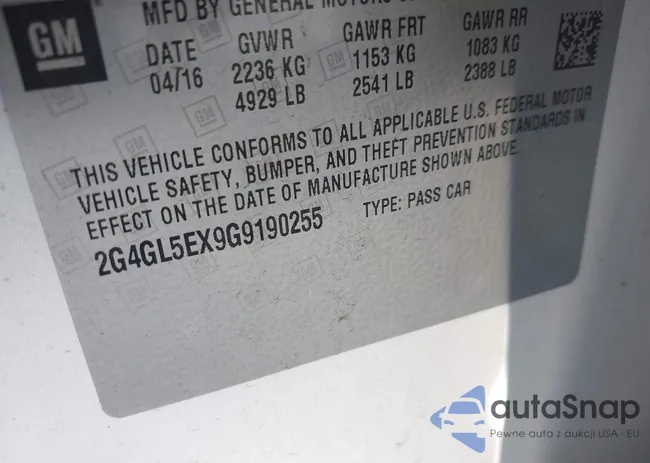 GM
MFD BY GENERAL MOTORS
DATE GVWR GAWR FRT GAWR RR
04/16 2236 KG 1153 KG 1083 KG
4929 LB 2541 LB 2388 LB
THIS VEHICLE CONFORMS TO ALL APPLICABLE U.S. FEDERAL MOTOR
VEHICLE SAFETY, BUMPER, AND THEFT PREVENTION STANDARDS IN
EFFECT ON THE DATE OF MANUFACTURE SHOWN ABOVE.
2G4GL5EX9G9190255 TYPE: PASS CAR
autaSnap
Pewne auta z aukcji USA i EU